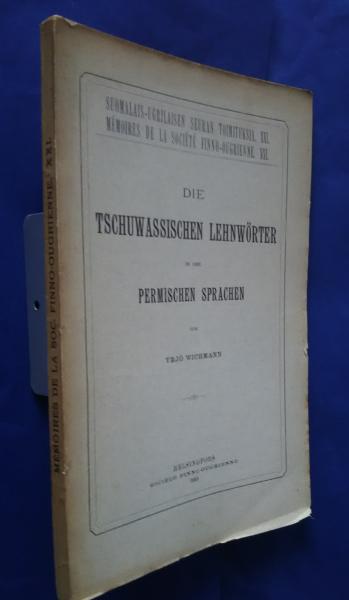 SUOMALAIS-UGRILAISEN SEURAN TOIMITUKSIA. XXI.
MÉMOIRES DE LA SOCIÉTÉ FINNO-OUGRIENNE. XXI.
DIE
TSCHUWASSISCHEN LEHNWÖRTER
IN DEN
PERMISCHEN SPRACHEN
VON
YRJÖ WICHMANN
HELSINGFORS
SOCIÉTÉ FINNO-OUGRIENNE
1903
MÉMOIRES DE LA SOC. FINNO-OUGRIENNE. XXI.